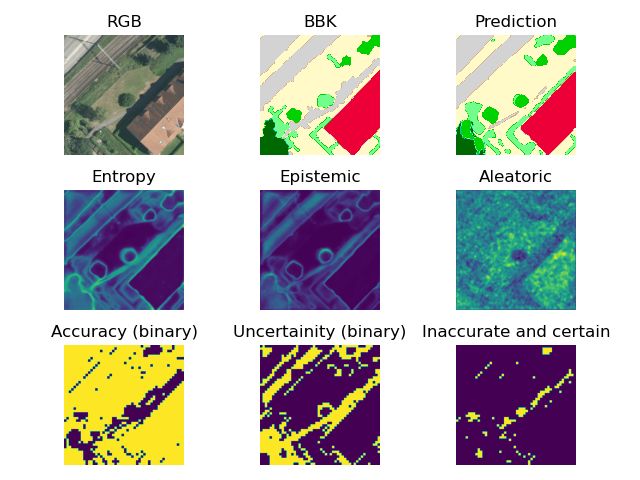 RGB
BBK
Prediction
Entropy
Epistemic
Aleatoric
Accuracy (binary)
Uncertainity (binary)
Inaccurate and certain